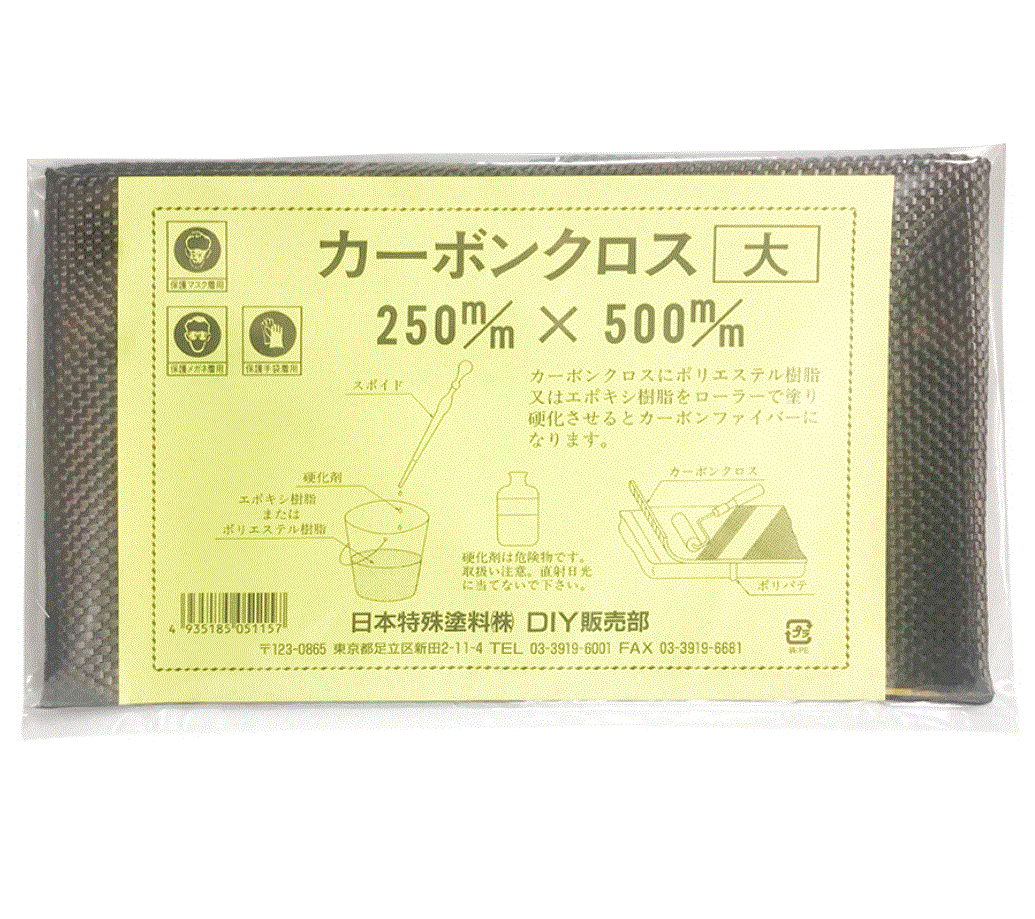 カーボンクロス 大
保護マスク着用
250m/m × 500m/m
保護メガネ着用 保護手袋着用
スポイド
カーボンクロスにポリエステル樹脂
又はエポキシ樹脂をローラーで塗り
硬化させるとカーボンファイバーに
なります。
硬化剤
エポキシ樹脂
または
ポリエステル樹脂
カーボンクロス
硬化剤は危険物です。
取扱い注意。直射日光
に当てないで下さい。
ポリパテ
4 935185 051157
日本特殊塗料㈱ DIY販売部
〒123-0865 東京都足立区新田2-11-4 TEL 03-3919-6001 FAX 03-3919-6681
プラ
袋:PE